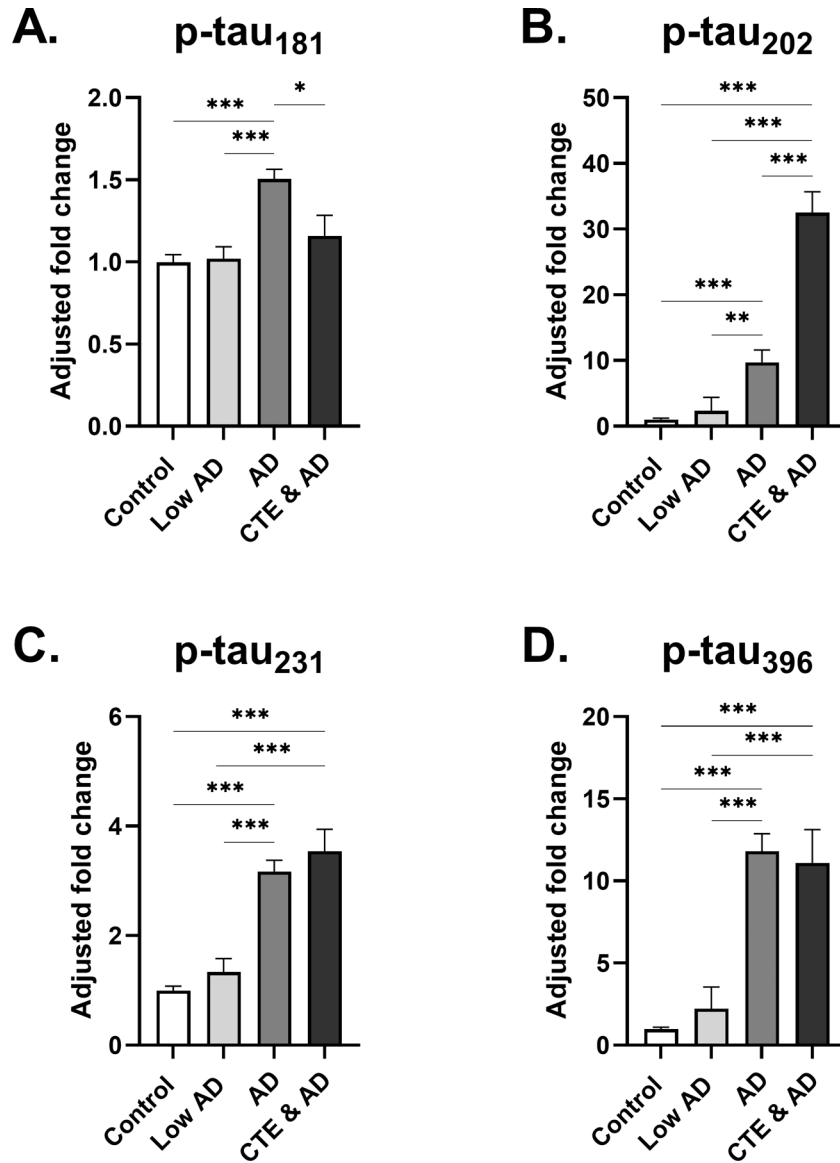 A. p-tau181
***
*
***
Adjusted fold change
2.0
1.5
1.0
0.5
0.0
Control
Low AD
AD
CTE & AD
B. p-tau202
***
***
***
***
**
Adjusted fold change
50
40
30
20
10
0
Control
Low AD
AD
CTE & AD
C. p-tau231
***
***
***
***
Adjusted fold change
6
4
2
0
Control
Low AD
AD
CTE & AD
D. p-tau396
***
***
***
***
Adjusted fold change
20
15
10
5
0
Control
Low AD
AD
CTE & AD